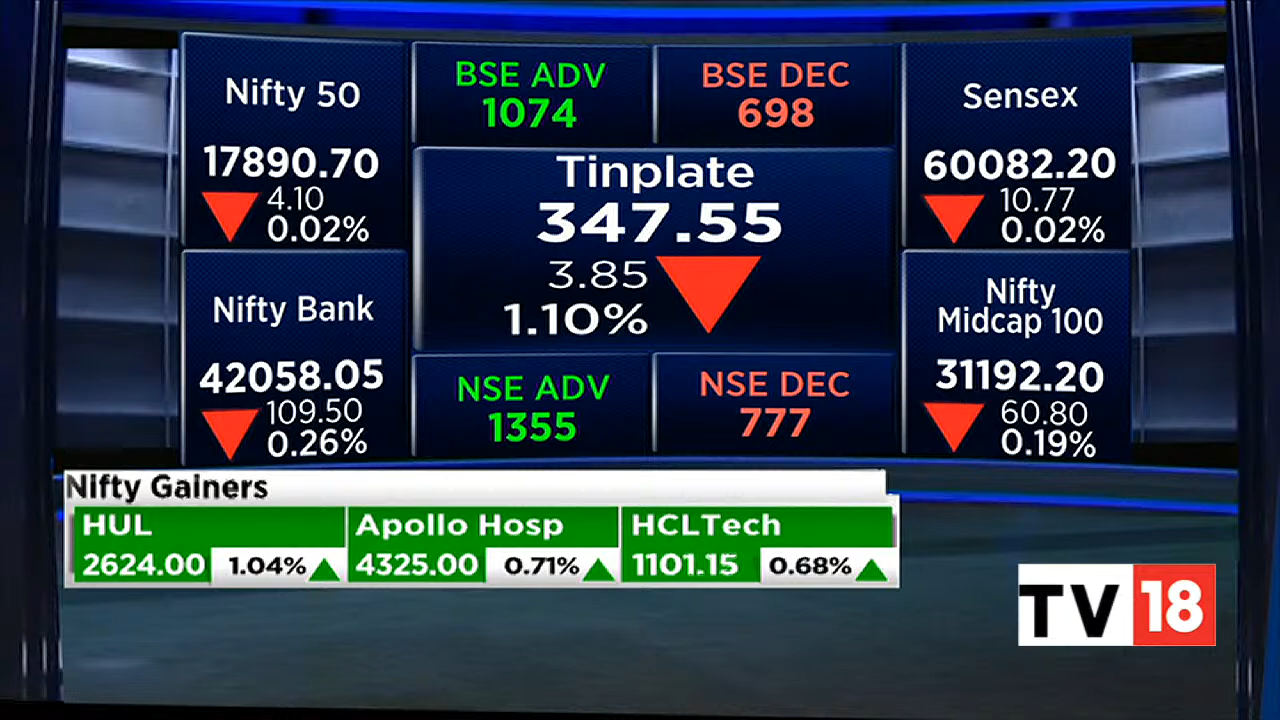 Nifty 50
17890.70
4.10
0.02%
BSE ADV
1074
BSE DEC
698
Sensex
60082.20
10.77
0.02%
Tinplate
347.55
3.85
1.10%
Nifty Bank
42058.05
109.50
0.26%
NSE ADV
1355
NSE DEC
777
Nifty
Midcap 100
31192.20
60.80
0.19%
Nifty Gainers
HUL
2624.00 1.04%
Apollo Hosp
4325.00 0.71%
HCLTech
1101.15 0.68%
TV18